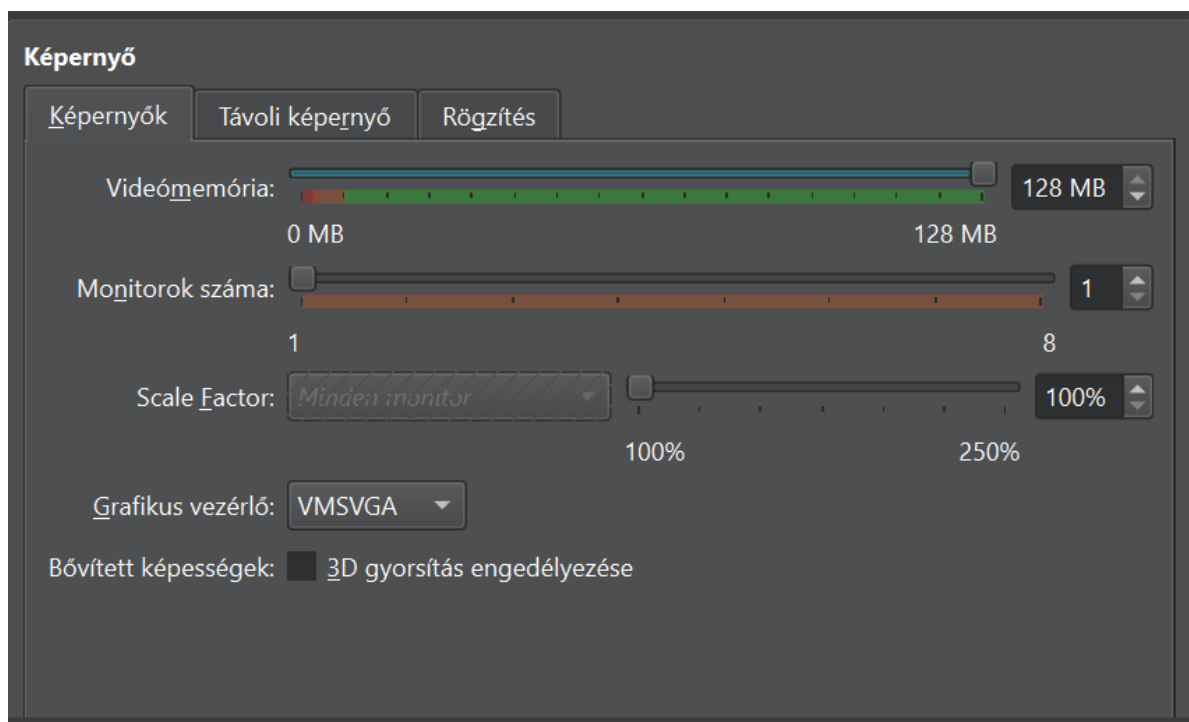 Képernyő
Képernyők Távoli képernyő Rögzítés
Videómemória: 128 MB
0 MB 128 MB
Monitorok száma: 1
1 8
Scale Factor: Minden monitor 100%
100% 250%
Grafikus vezérlő: VMSVGA
Bővített képességek: 3D gyorsítás engedélyezése